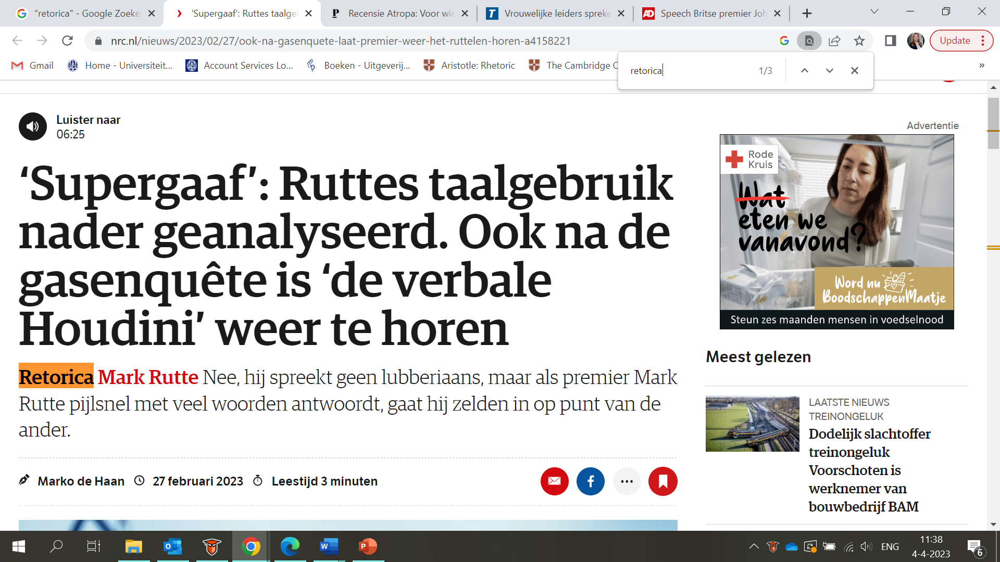 "retorica" - Google Zoeke
‘Supergaaf’: Ruttes taalgel
Recensie Atropa: Voor wie
Vrouwelijke leiders spreke
AD
Speech Britse premier Joh
nrc.nl/nieuws/2023/02/27/ook-na-gasenquete-laat-premier-weer-het-ruttelen-horen-a4158221
Update
Gmail
Home - Universiteit...
Account Services Lo...
Boeken - Uitgeverij...
Aristotle: Rhetoric
The Cambridge C
»
retorica
1/3
Luister naar
06:25
Advertentie
Rode
Kruis
Wat
eten we
vanavond?
Word nu
BoodschappenMaatje
Steun zes maanden mensen in voedselnood
‘Supergaaf’: Ruttes taalgebruik
nader geanalyseerd. Ook na de
gasenquête is ‘de verbale
Houdini’ weer te horen
Retorica Mark Rutte Nee, hij spreekt geen lubberiaans, maar als premier Mark
Rutte pijlsnel met veel woorden antwoordt, gaat hij zelden in op punt van de
ander.
Marko de Haan 27 februari 2023 Leestijd 3 minuten
Meest gelezen
LAATSTE NIEUWS
TREINONGELUK
Dodelijk slachtoffer
treinongeluk
Voorschoten is
werknemer van
bouwbedrijf BAM
ENG
11:38
4-4-2023
6